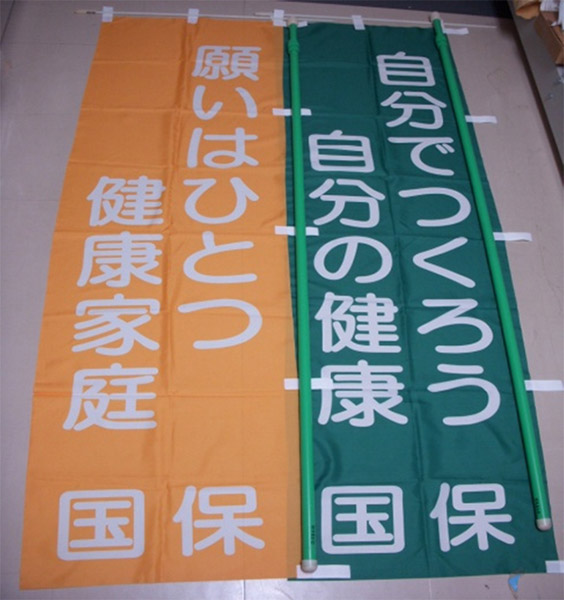 自分でつくろう
自分の健康
国保
願いはひとつ
健康家庭
国保